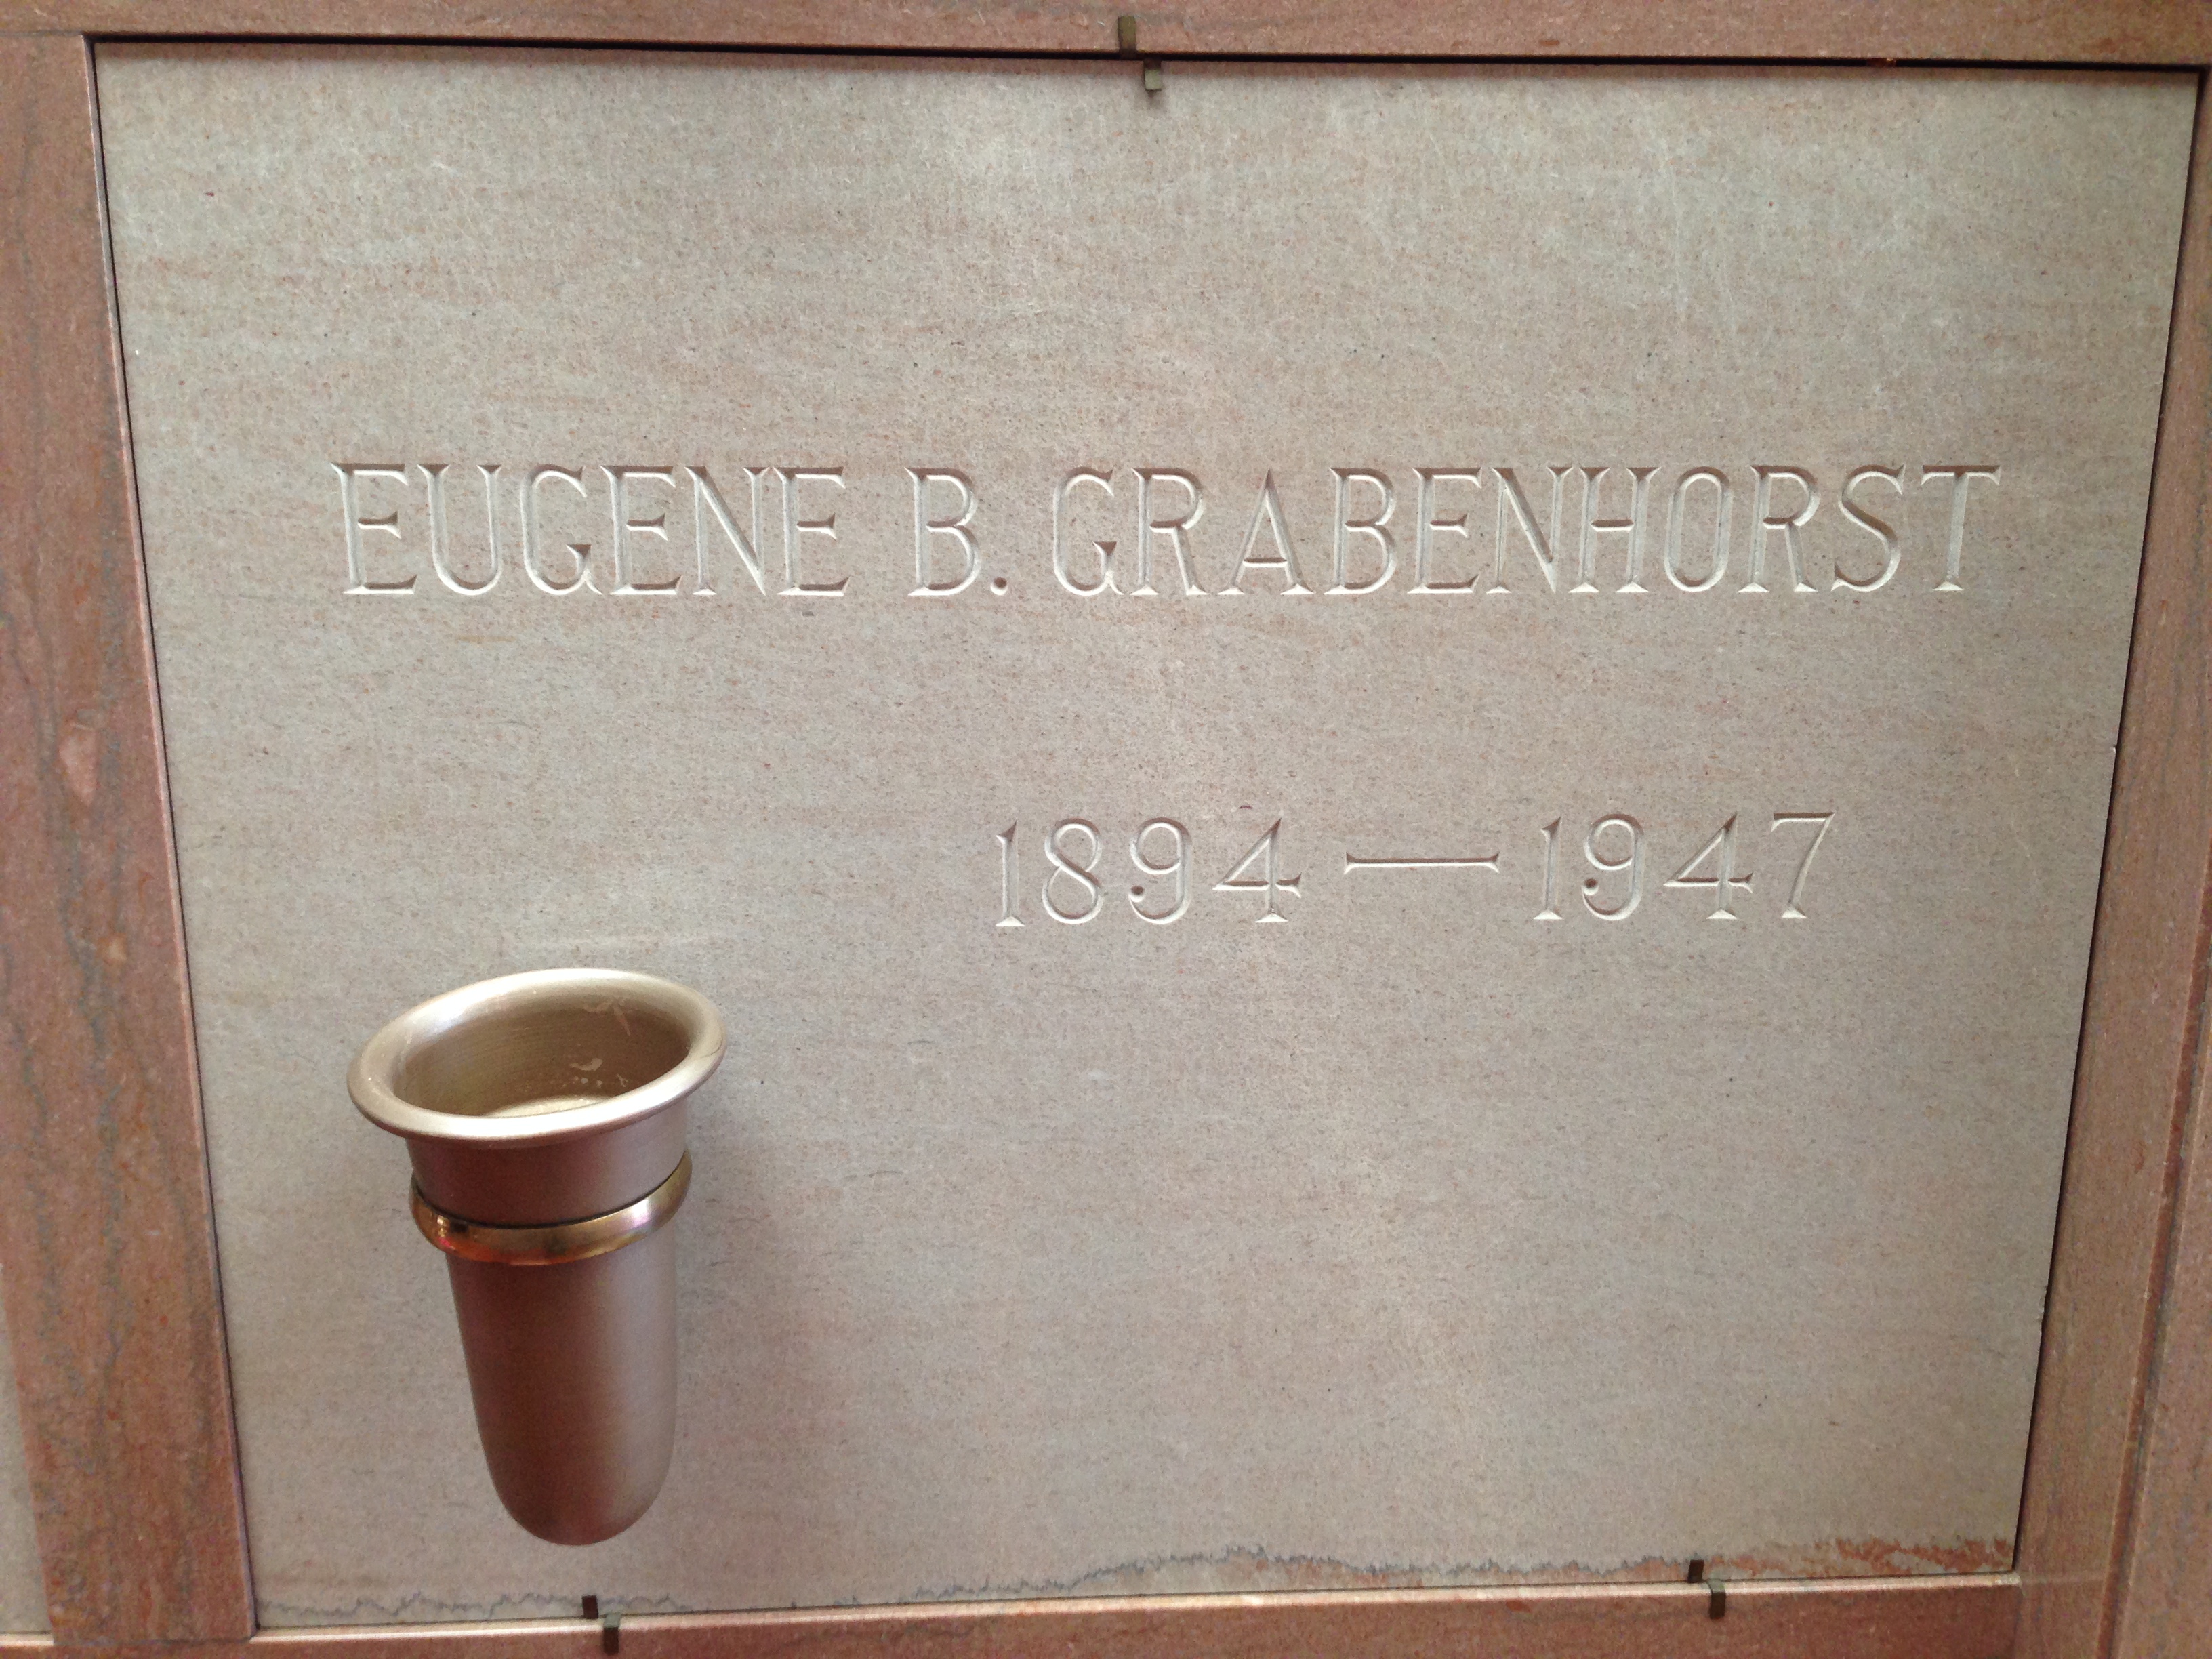 EUGENE B. GRABENHORST
1894 — 1947